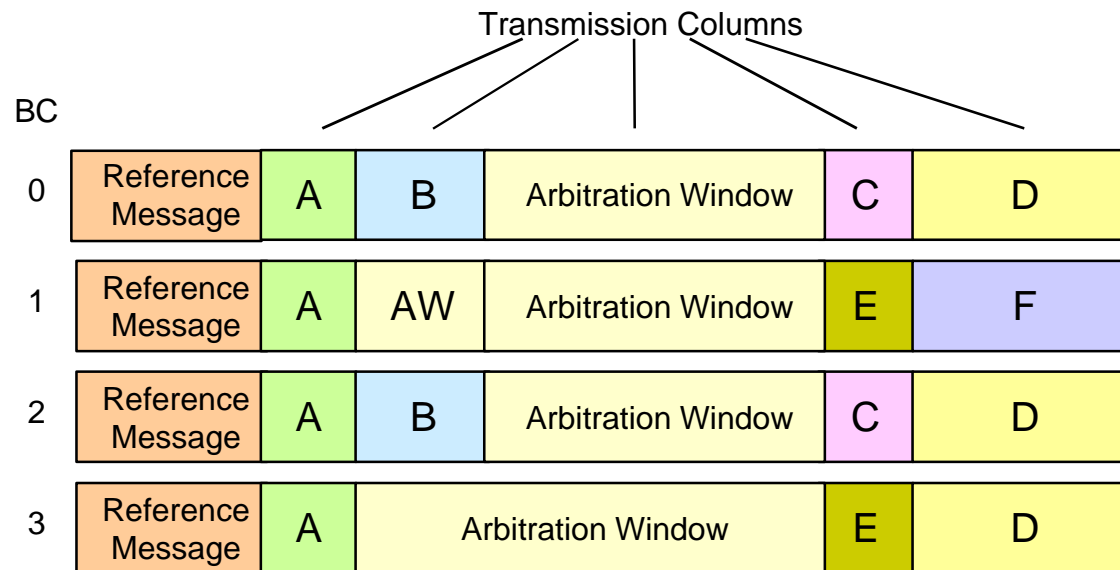 Transmission Columns
BC
0
Reference
Message
A
B
Arbitration Window
C
D
1
Reference
Message
A
AW
Arbitration Window
E
F
2
Reference
Message
A
B
Arbitration Window
C
D
3
Reference
Message
A
Arbitration Window
E
D